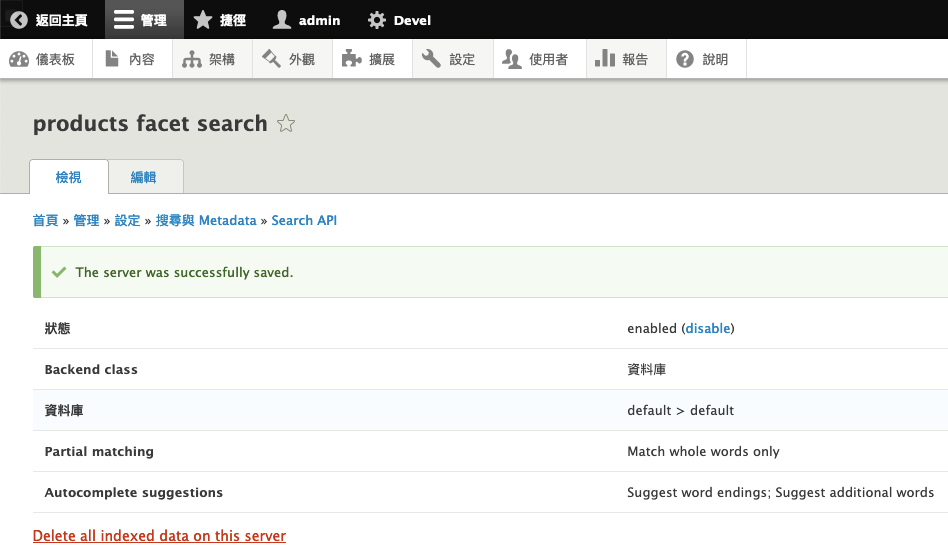 返回主頁 管理 捷徑 admin Devel
儀表板 內容 架構 外觀 擴展 設定 使用者 報告 說明
products facet search
檢視 編輯
首頁 » 管理 » 設定 » 搜尋與 Metadata » Search API
The server was successfully saved.
狀態 enabled (disable)
Backend class 資料庫
資料庫 default > default
Partial matching Match whole words only
Autocomplete suggestions Suggest word endings; Suggest additional words
Delete all indexed data on this server